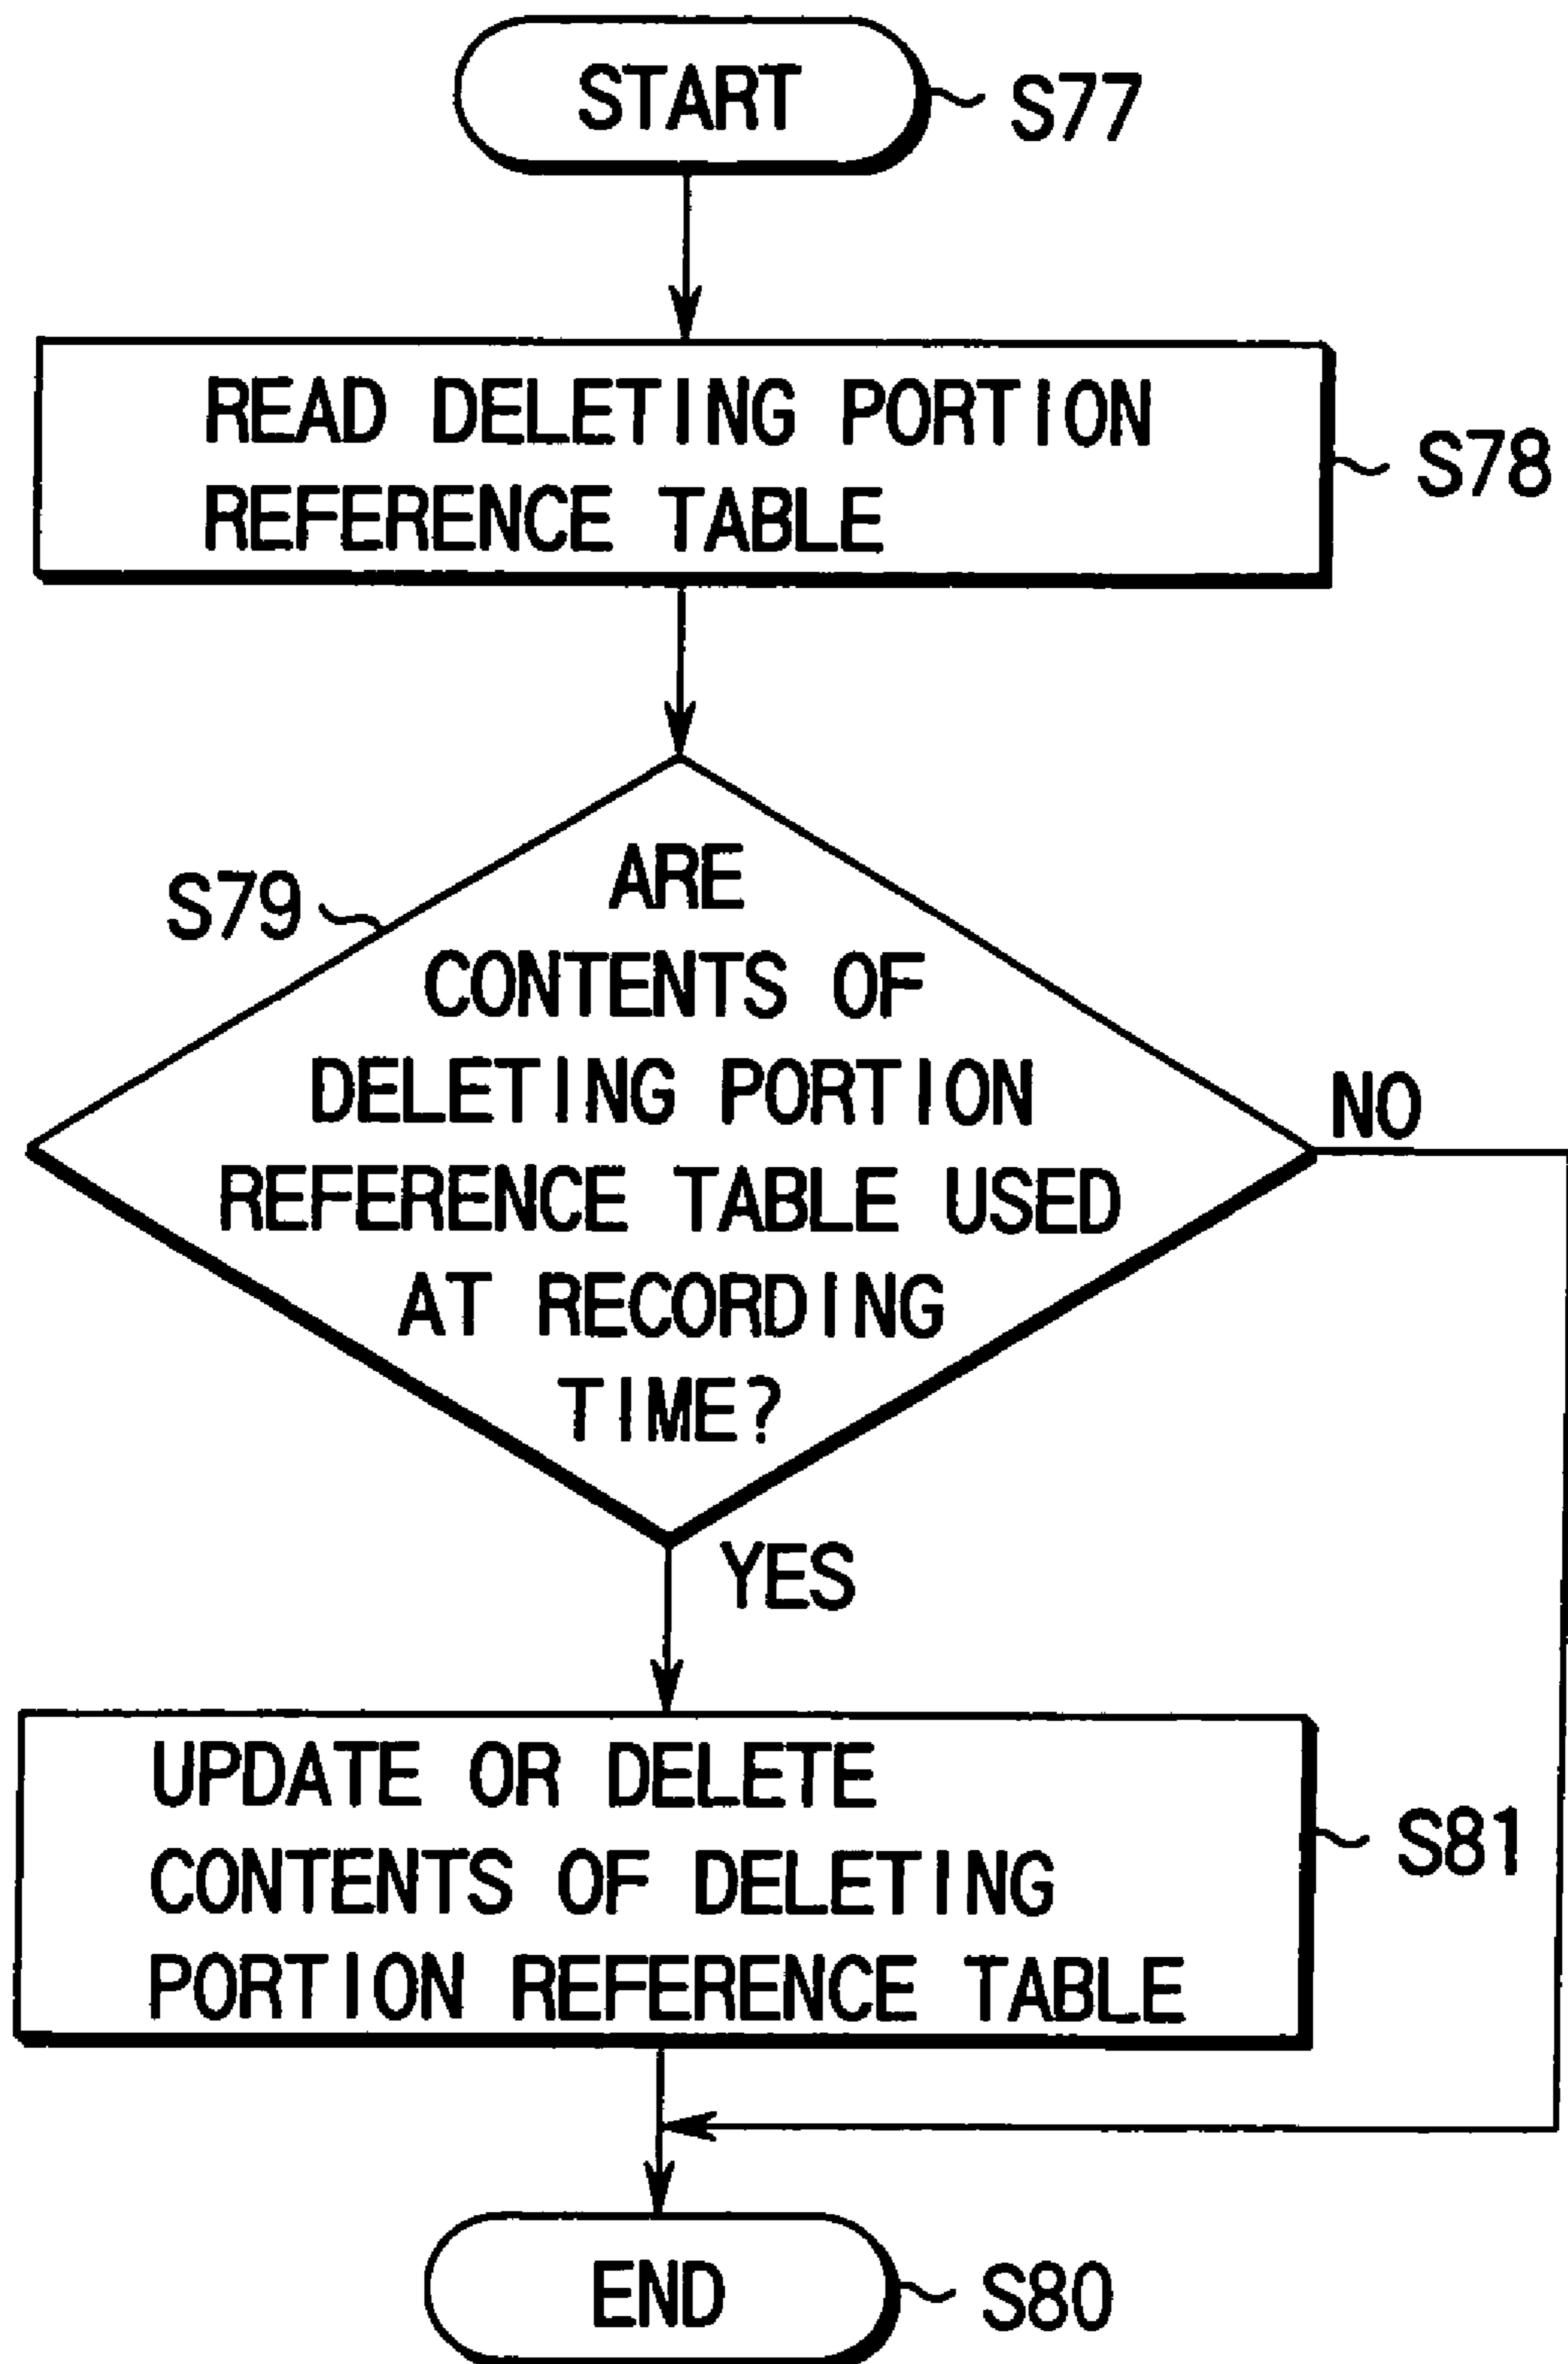 START
S77
READ DELETING PORTION
REFERENCE TABLE
S78
S79
ARE
CONTENTS OF
DELETING PORTION
REFERENCE TABLE USED
AT RECORDING
TIME?
NO
YES
UPDATE OR DELETE
CONTENTS OF DELETING
PORTION REFERENCE TABLE
S81
END
S80